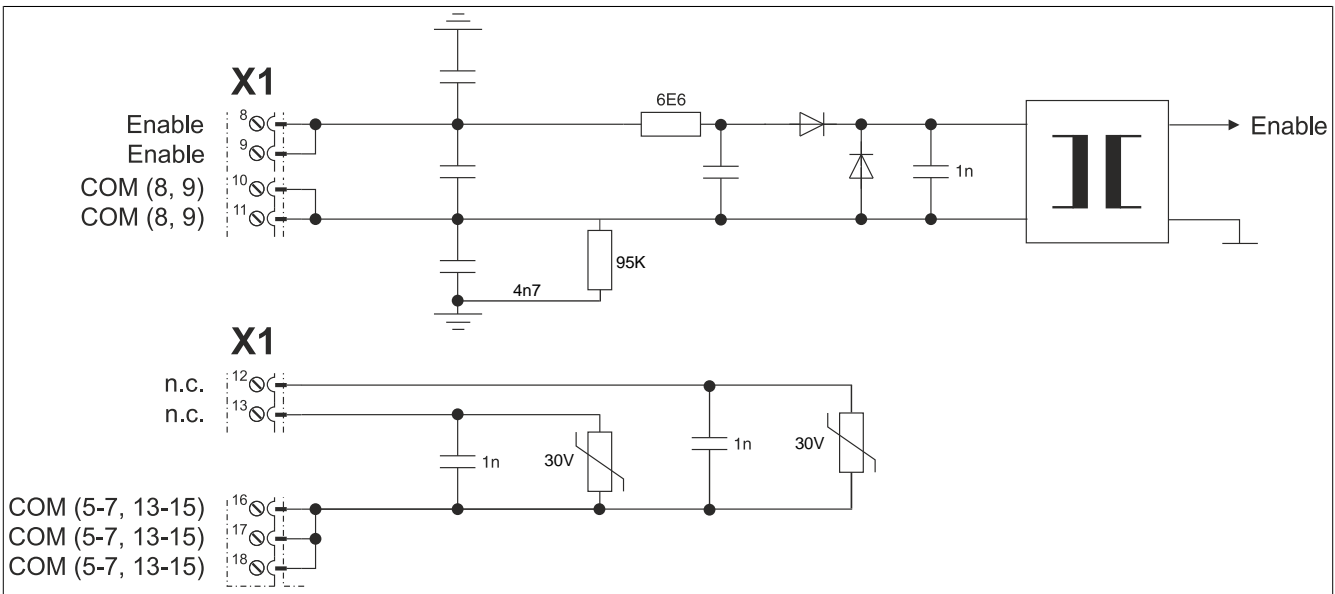 X1
Enable 8
Enable 9
COM (8, 9) 10
COM (8, 9) 11
6E6
1n
Enable
95K
4n7
X1
n.c. 12
n.c. 13
1n
30V
1n
30V
COM (5-7, 13-15) 16
COM (5-7, 13-15) 17
COM (5-7, 13-15) 18